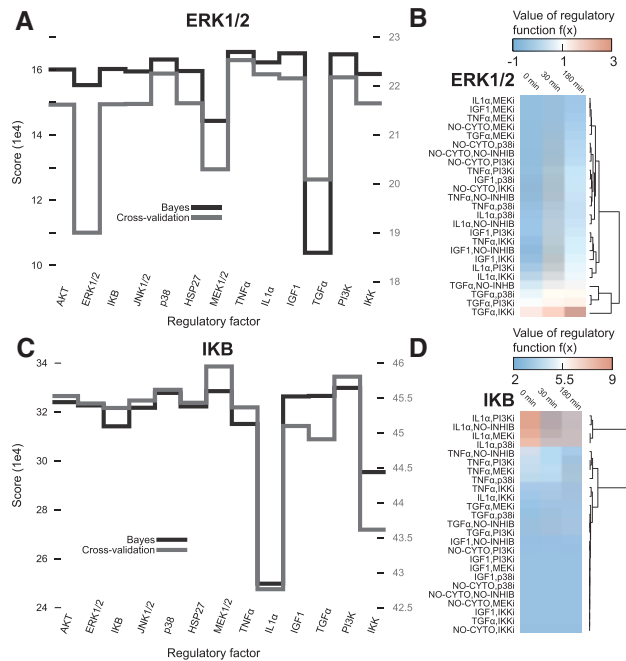 A
ERK1/2
16
14
12
10
Score (1e4)
23
22
21
20
19
18
Bayes
Cross-validation
AKT
ERK1/2
IKB
JNK1/2
p38
HSP27
MEK1/2
TNFα
IL1α
IGF1
TGFα
PI3K
IKK
Regulatory factor
B
Value of regulatory
function f(x)
-1 1 3
ERK1/2
0 min
30 min
180 min
IL1α,MEKi
IGF1,MEKi
TNFα,MEKi
NO-CYTO,MEKi
TGFα,MEKi
NO-CYTO,p38i
NO-CYTO,NO-INHIB
NO-CYTO,PI3Ki
TNFα,PI3Ki
IGF1,p38i
NO-CYTO,IKKi
TNFα,NO-INHIB
TNFα,p38i
IL1α,p38i
IL1α,NO-INHIB
IGF1,PI3Ki
TNFα,IKKi
IGF1,NO-INHIB
IGF1,IKKi
IL1α,PI3Ki
IL1α,IKKi
TGFα,NO-INHIB
TGFα,p38i
TGFα,PI3Ki
TGFα,IKKi
C
IKB
34
32
30
28
26
24
Score (1e4)
46
45.5
45
44.5
44
43.5
43
42.5
Bayes
Cross-validation
AKT
ERK1/2
IKB
JNK1/2
p38
HSP27
MEK1/2
TNFα
IL1α
IGF1
TGFα
PI3K
IKK
Regulatory factor
D
Value of regulatory
function f(x)
2 5.5 9
IKB
0 min
30 min
180 min
IL1α,PI3Ki
IL1α,NO-INHIB
IL1α,MEKi
IL1α,p38i
TNFα,NO-INHIB
TNFα,PI3Ki
TNFα,MEKi
TNFα,p38i
TNFα,IKKi
IL1α,IKKi
TGFα,MEKi
TGFα,p38i
TGFα,NO-INHIB
TGFα,PI3Ki
IGF1,NO-INHIB
NO-CYTO,PI3Ki
IGF1,PI3Ki
IGF1,MEKi
IGF1,p38i
NO-CYTO,p38i
NO-CYTO,NO-INHIB
NO-CYTO,MEKi
IGF1,IKKi
TGFα,IKKi
NO-CYTO,IKKi